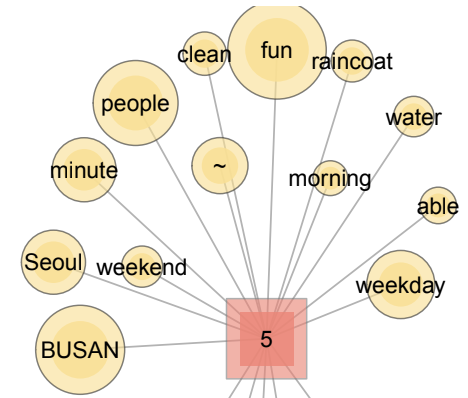 fun
clean
raincoat
people
water
minute
~
morning
able
Seoul
weekend
weekday
5
BUSAN